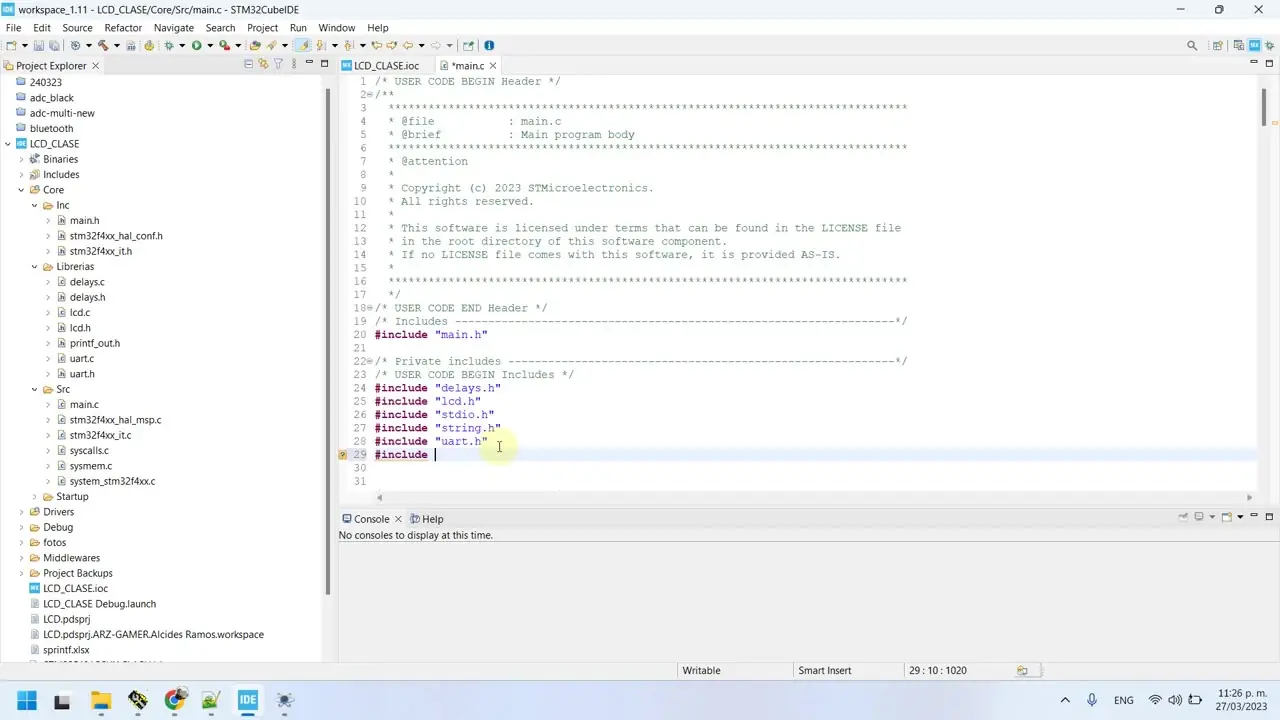 workspace_1.11 - LCD_CLASE/Core/Src/main.c - STM32CubeIDE
File Edit Source Refactor Navigate Search Project Run Window Help
Project Explorer
240323
adc_black
adc-multi-new
bluetooth
LCD_CLASE
Binaries
Includes
Core
Inc
main.h
stm32f4xx_hal_conf.h
stm32f4xx_it.h
Librerias
delays.c
delays.h
lcd.c
lcd.h
printf_out.h
uart.c
uart.h
Src
main.c
stm32f4xx_hal_msp.c
stm32f4xx_it.c
syscalls.c
sysmem.c
system_stm32f4xx.c
Startup
Drivers
Debug
fotos
Middlewares
Project Backups
LCD_CLASE.ioc
LCD_CLASE Debug.launch
LCD.pdsprj
LCD.pdsprj.ARZ-GAMER.Alcides Ramos.workspace
sprintf.xlsx
LCD_CLASE.ioc *main.c
1 /* USER CODE BEGIN Header */
2 /**
3 ******************************************************************************
4 * @file : main.c
5 * @brief : Main program body
6 ******************************************************************************
7 * @attention
8 *
9 * Copyright (c) 2023 STMicroelectronics.
10 * All rights reserved.
11 *
12 * This software is licensed under terms that can be found in the LICENSE file
13 * in the root directory of this software component.
14 * If no LICENSE file comes with this software, it is provided AS-IS.
15 *
16 ******************************************************************************
17 */
18 /* USER CODE END Header */
19 /* Includes ------------------------------------------------------------------*/
20 #include "main.h"
21
22 /* Private includes ----------------------------------------------------------*/
23 /* USER CODE BEGIN Includes */
24 #include "delays.h"
25 #include "lcd.h"
26 #include "stdio.h"
27 #include "string.h"
28 #include "uart.h"
29 #include
30
31
Console Help
No consoles to display at this time.
Writable Smart Insert 29 : 10 : 1020
IDE ENG 11:26 p. m.
27/03/2023